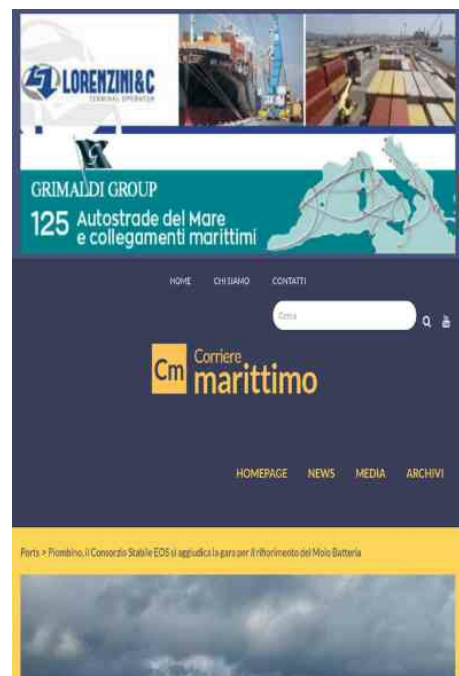 LORENZINI&C
TERMINAL OPERATOR
GRIMALDI GROUP
125 Autostrade del Mare
e collegamenti marittimi
HOME CHI SIAMO CONTATTI
Cerca
Cm Corriere
marittimo
HOMEPAGE NEWS MEDIA ARCHIVI
Ports > Piombino, il Consorzio Stabile EOS si aggiudica la gara per il rifiorimento del Molo Batteria